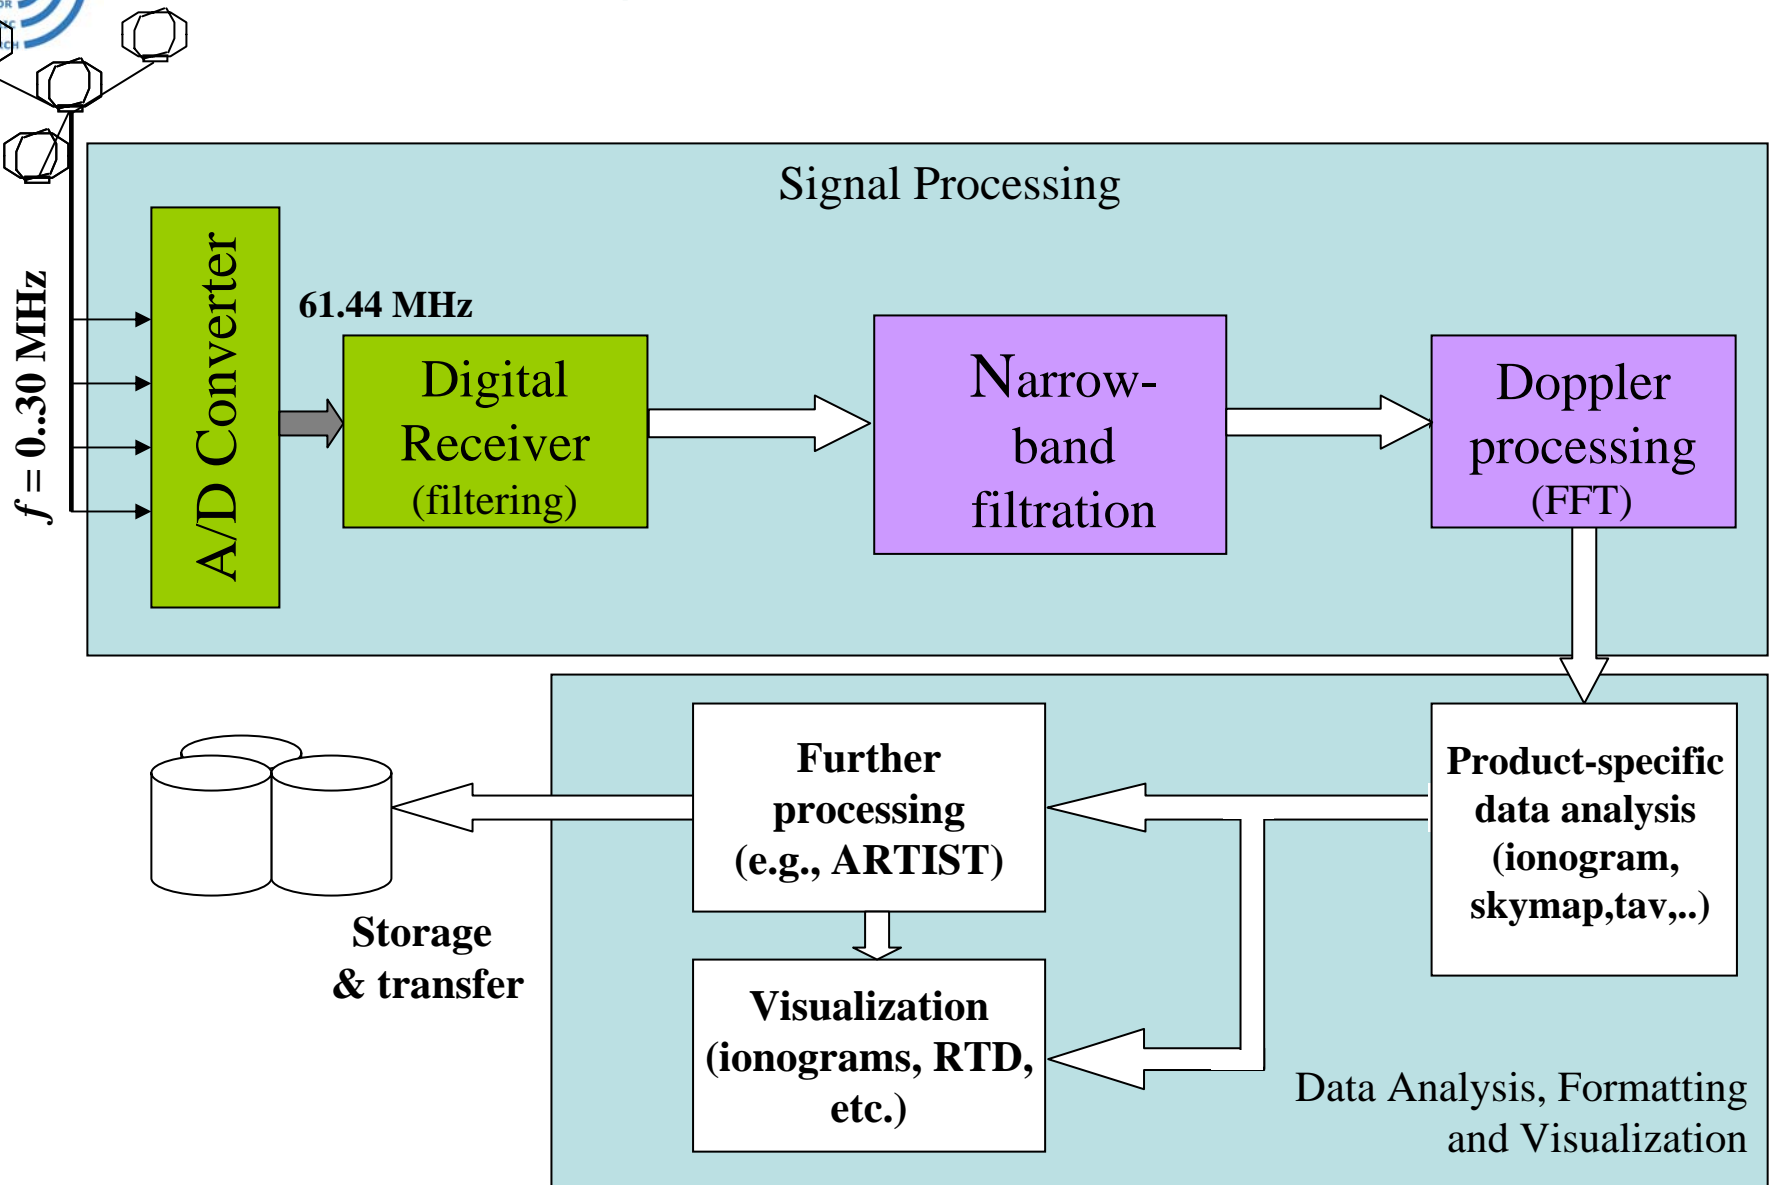 OR
RCH
Signal Processing
f = 0..30 MHz
A/D Converter
61.44 MHz
Digital
Receiver
(filtering)
Narrow-
band
filtration
Doppler
processing
(FFT)
Further
processing
(e.g., ARTIST)
Product-specific
data analysis
(ionogram,
skymap,tav,..)
Storage
& transfer
Visualization
(ionograms, RTD,
etc.)
Data Analysis, Formatting
and Visualization